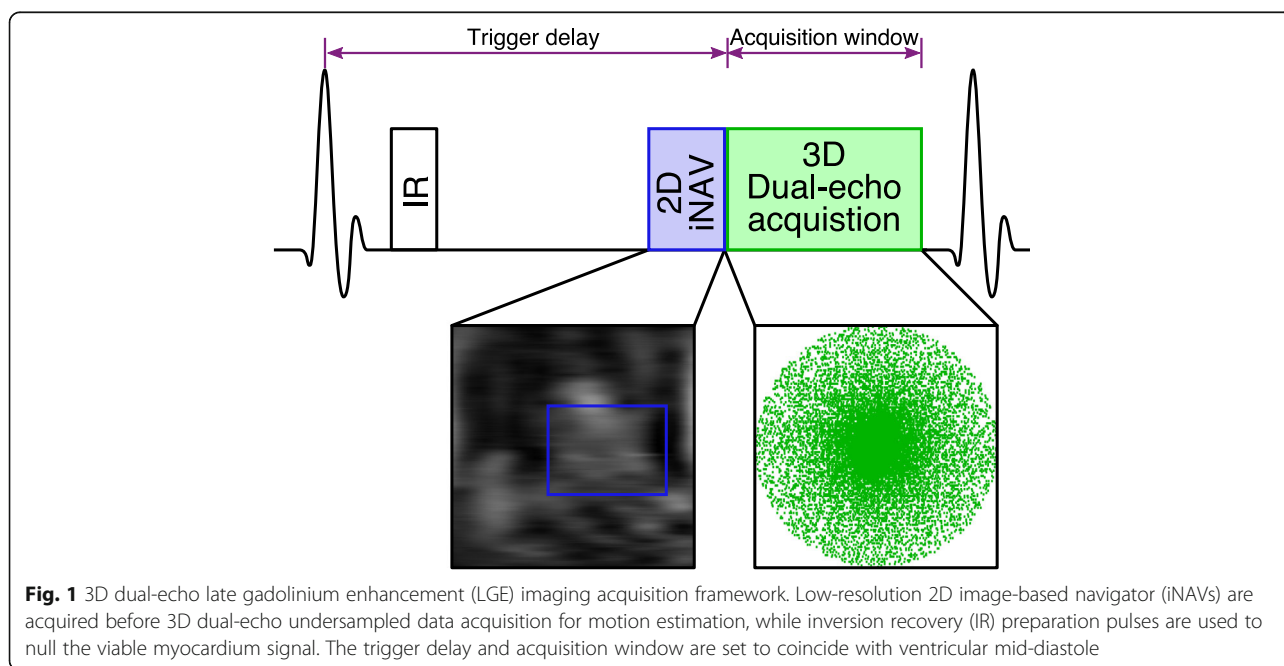 Trigger delay
Acquisition window
IR
2D
iNAV
3D
Dual-echo
acquistion
Fig. 1 3D dual-echo late gadolinium enhancement (LGE) imaging acquisition framework. Low-resolution 2D image-based navigator (iNAVs) are
acquired before 3D dual-echo undersampled data acquisition for motion estimation, while inversion recovery (IR) preparation pulses are used to
null the viable myocardium signal. The trigger delay and acquisition window are set to coincide with ventricular mid-diastole